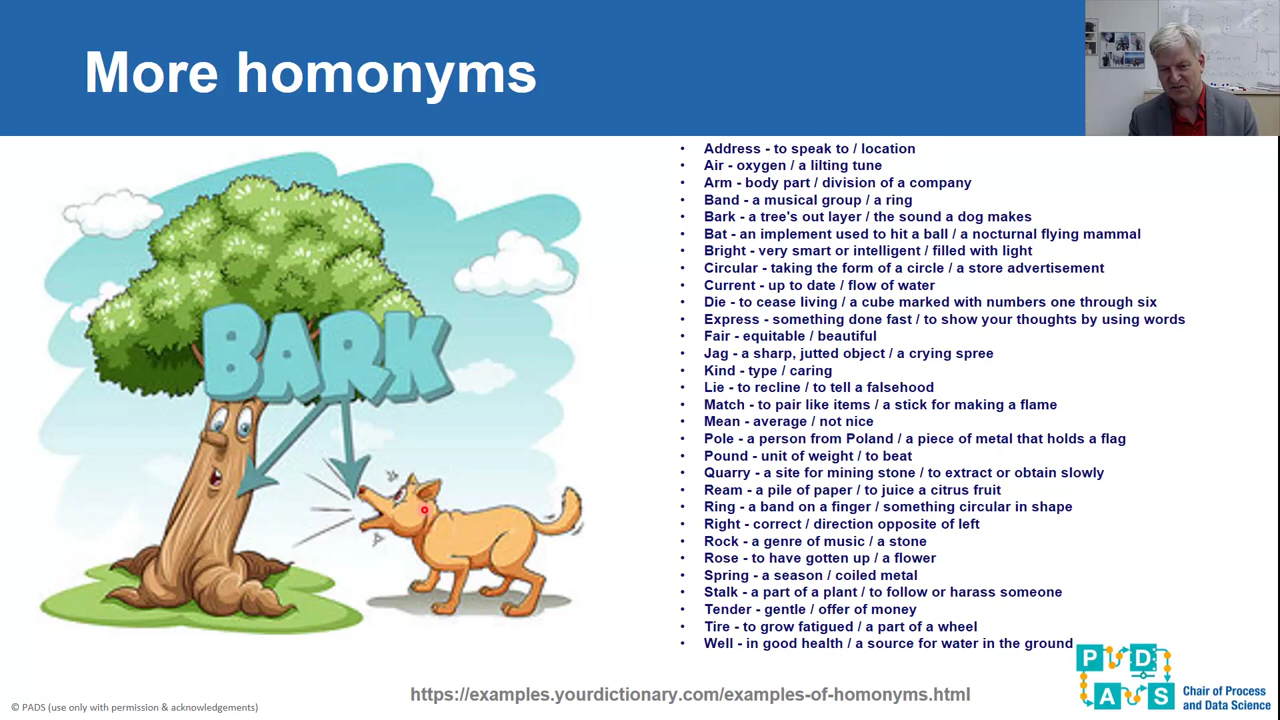 More homonyms
BARK
• Address - to speak to / location
• Air - oxygen / a lilting tune
• Arm - body part / division of a company
• Band - a musical group / a ring
• Bark - a tree's out layer / the sound a dog makes
• Bat - an implement used to hit a ball / a nocturnal flying mammal
• Bright - very smart or intelligent / filled with light
• Circular - taking the form of a circle / a store advertisement
• Current - up to date / flow of water
• Die - to cease living / a cube marked with numbers one through six
• Express - something done fast / to show your thoughts by using words
• Fair - equitable / beautiful
• Jag - a sharp, jutted object / a crying spree
• Kind - type / caring
• Lie - to recline / to tell a falsehood
• Match - to pair like items / a stick for making a flame
• Mean - average / not nice
• Pole - a person from Poland / a piece of metal that holds a flag
• Pound - unit of weight / to beat
• Quarry - a site for mining stone / to extract or obtain slowly
• Ream - a pile of paper / to juice a citrus fruit
• Ring - a band on a finger / something circular in shape
• Right - correct / direction opposite of left
• Rock - a genre of music / a stone
• Rose - to have gotten up / a flower
• Spring - a season / coiled metal
• Stalk - a part of a plant / to follow or harass someone
• Tender - gentle / offer of money
• Tire - to grow fatigued / a part of a wheel
• Well - in good health / a source for water in the ground
https://examples.yourdictionary.com/examples-of-homonyms.html
P D
A S
Chair of Process
and Data Science
© PADS (use only with permission & acknowledgements)